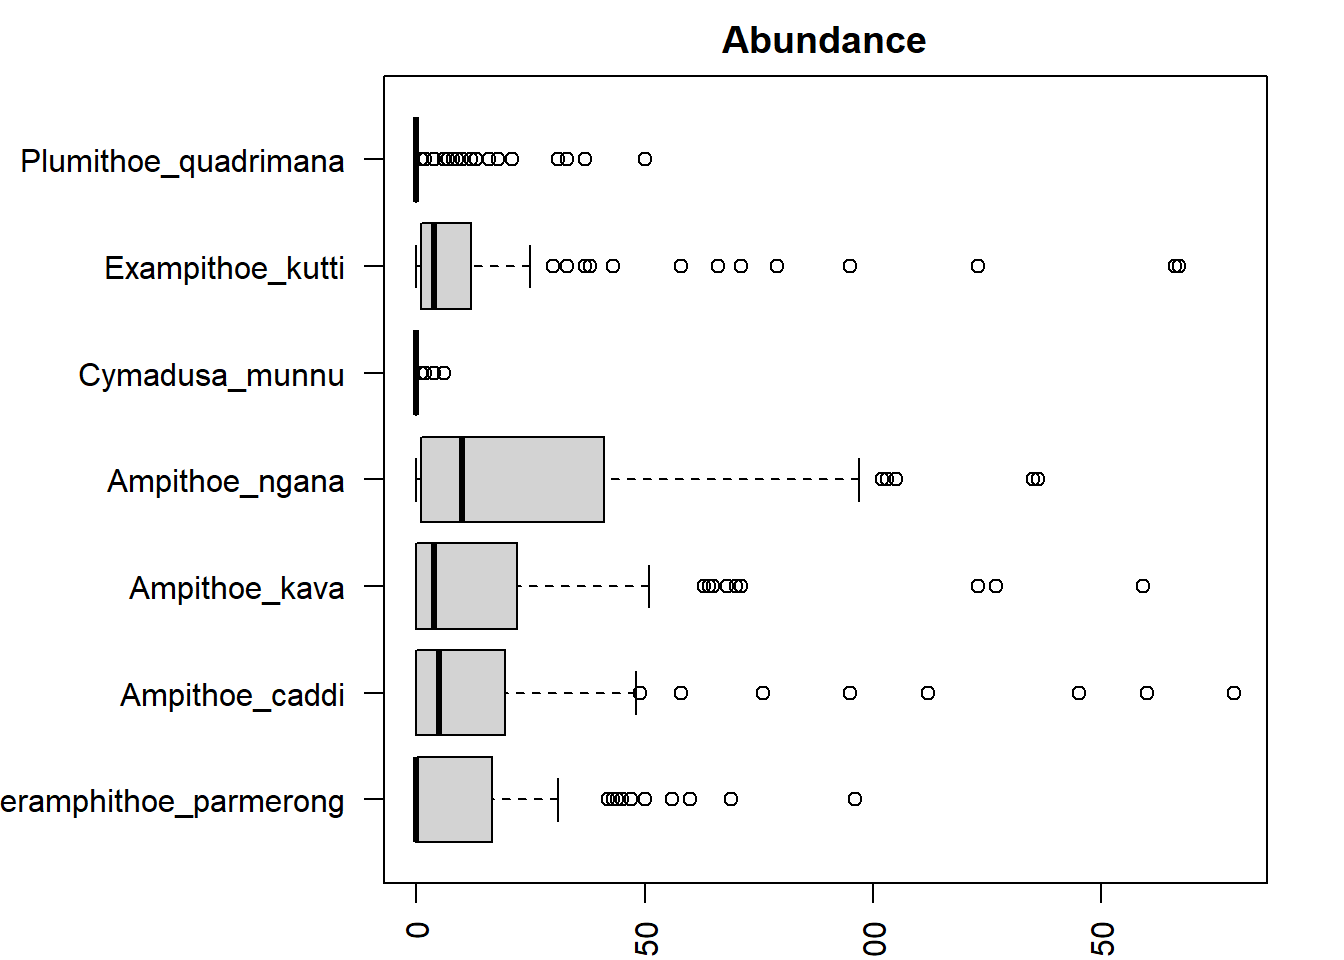 Abundance
Plumithoe_quadrimana
Exampithoe_kutti
Cymadusa_munnu
Ampithoe_ngana
Ampithoe_kava
Ampithoe_caddi
eramphithoe_parmerong
0 50 00 50